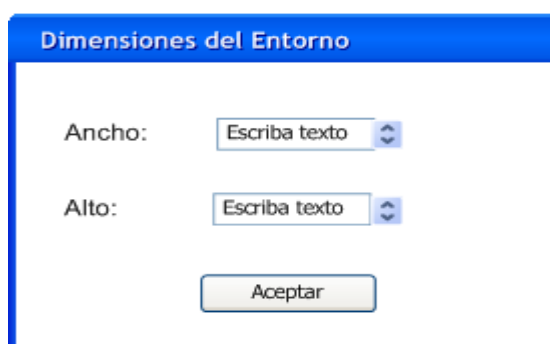 Dimensiones del Entorno
Ancho: Escriba texto
Alto: Escriba texto
Aceptar